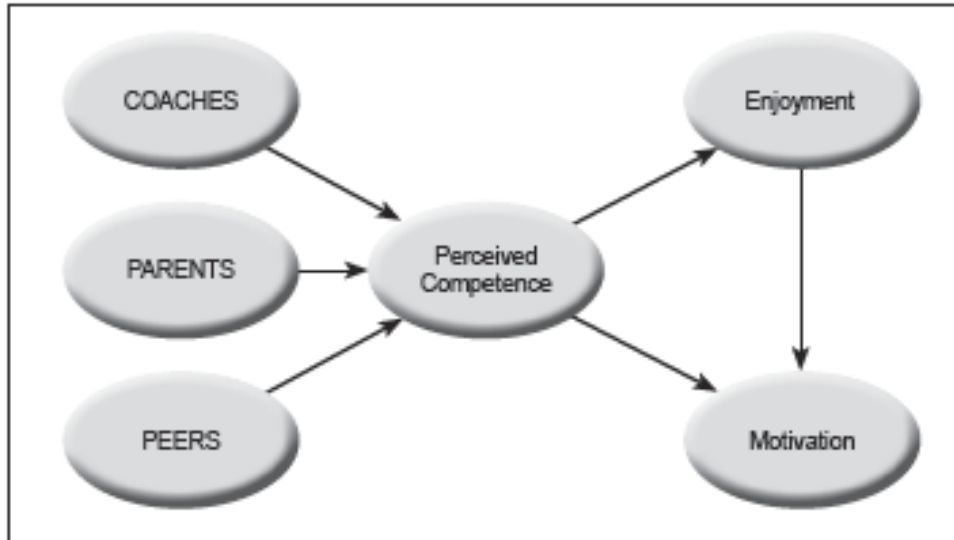 COACHES
Enjoyment
PARENTS
Perceived
Competence
PEERS
Motivation